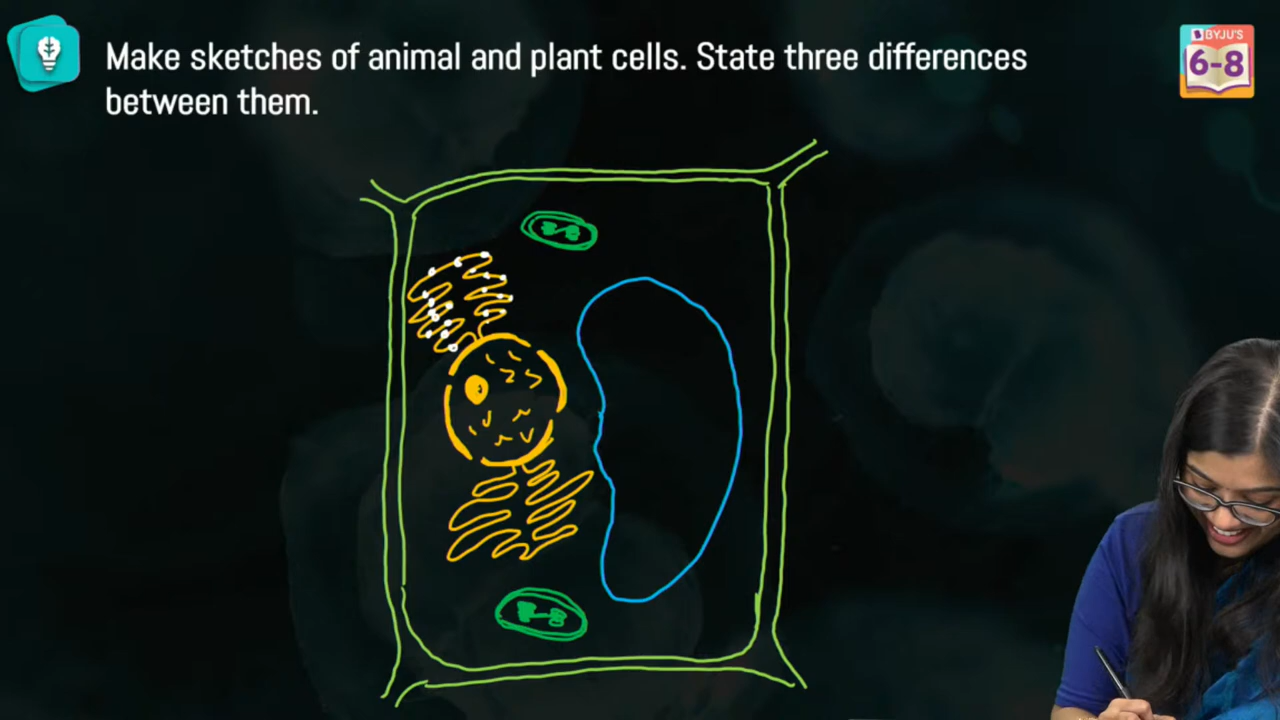 Make sketches of animal and plant cells. State three differences
between them.
BYJU'S
6-8